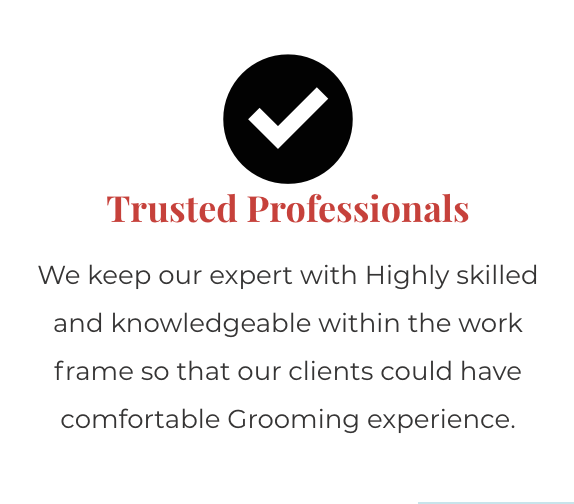 Trusted Professionals
We keep our expert with Highly skilled
and knowledgeable within the work
frame so that our clients could have
comfortable Grooming experience.